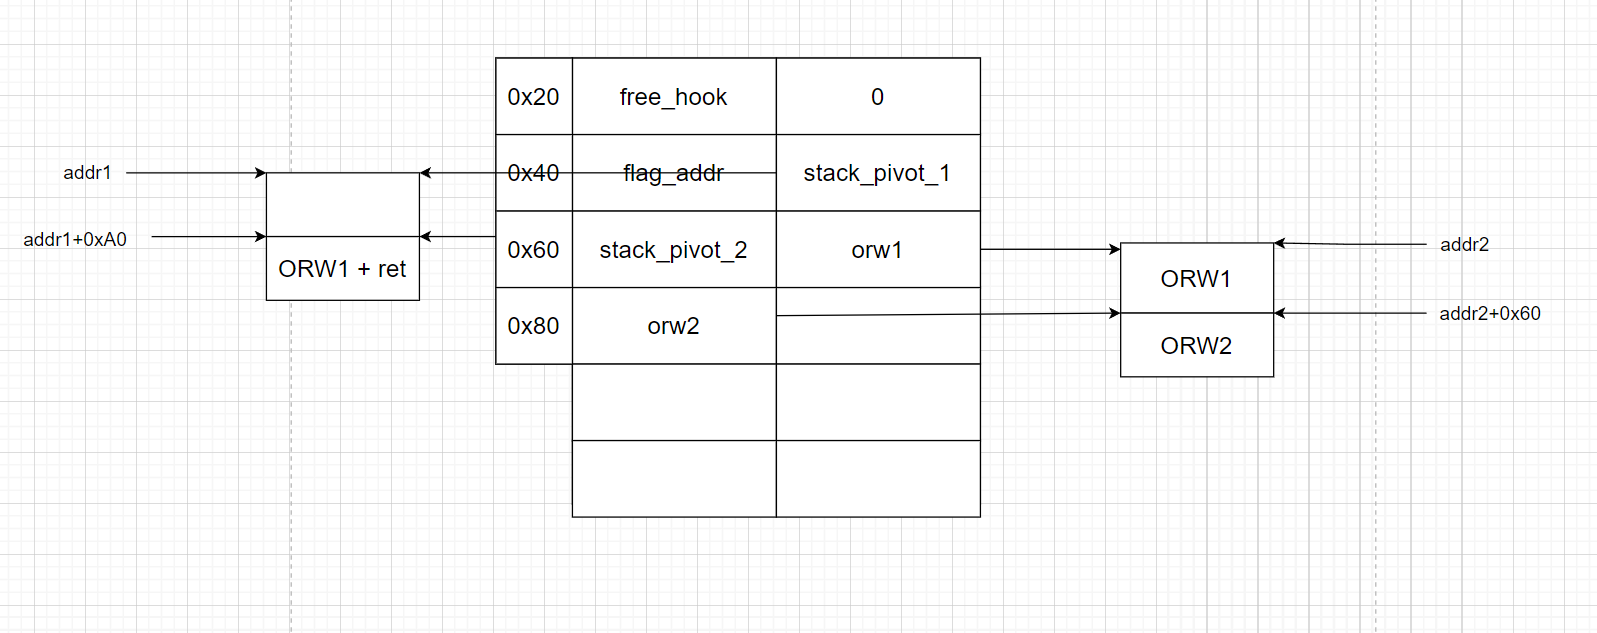 0x20 free_hook 0
addr1 0x40 flag_addr stack_pivot_1
addr1+0xA0 0x60 stack_pivot_2 orw1 addr2
ORW1 + ret ORW1
0x80 orw2 addr2+0x60
ORW2